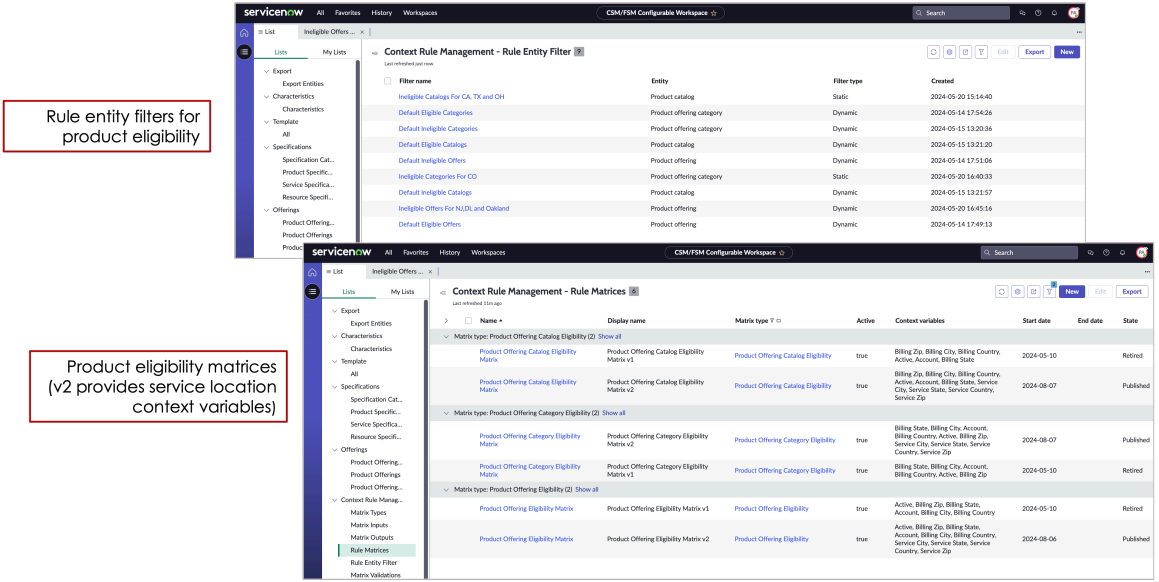 servicenow All Favorites History Workspaces CSM/FSM Configurable Workspace ☆ Search
List Ineligible Offers ... ×
Lists My Lists
Context Rule Management - Rule Entity Filter 9
Last refreshed just now
Edit Export New
Export
Export Entities
Characteristics
Characteristics
Template
All
Specifications
Specification Cat...
Product Specific...
Service Specifica...
Resource Specifi...
Offerings
Product Offering...
Product Offerings
Produc
Filter name Entity Filter type Created
Ineligible Catalogs For CA, TX and OH Product catalog Static 2024-05-20 15:14:40
Default Eligible Categories Product offering category Dynamic 2024-05-14 17:54:26
Default Ineligible Categories Product offering category Dynamic 2024-05-15 13:20:36
Default Eligible Catalogs Product catalog Dynamic 2024-05-15 13:21:20
Default Ineligible Offers Product offering Dynamic 2024-05-14 17:51:06
Ineligible Categories For CO Product offering category Static 2024-05-20 16:40:33
Default Ineligible Catalogs Product catalog Dynamic 2024-05-15 13:21:57
Ineligible Offers For NJ,DL and Oakland Product offering Dynamic 2024-05-20 16:45:16
Default Eligible Offers Product offering Dynamic 2024-05-14 17:49:13
Rule entity filters for
product eligibility
servicenow All Favorites History Workspaces CSM/FSM Configurable Workspace ☆ Search
List Ineligible Offers ... ×
Lists My Lists
Context Rule Management - Rule Matrices 6
Last refreshed 11m ago
2
New Edit Export
Export
Export Entities
Characteristics
Characteristics
Template
All
Specifications
Specification Cat...
Product Specific...
Service Specifica...
Resource Specifi...
Offerings
Product Offering...
Product Offerings
Product Offering...
Context Rule Manag...
Matrix Types
Matrix Inputs
Matrix Outputs
Rule Matrices
Rule Entity Filter
Matrix Validations
Name Display name Matrix type Active Context variables Start date End date State
Matrix type: Product Offering Catalog Eligibility (2) Show all
Product Offering Catalog Eligibility Product Offering Catalog Eligibility Product Offering Catalog Eligibility true Billing Zip, Billing City, Billing Country, 2024-05-10 Retired
Matrix Matrix v1 Active, Account, Billing State
Product Offering Catalog Eligibility Product Offering Catalog Eligibility Product Offering Catalog Eligibility true Billing Zip, Billing City, Billing Country, 2024-08-07 Published
Matrix Matrix v2 Active, Account, Billing State, Service
City, Service State, Service Country,
Service Zip
Matrix type: Product Offering Category Eligibility (2) Show all
Product Offering Category Eligibility Product Offering Category Eligibility Product Offering Category Eligibility true Billing State, Billing City, Account, 2024-08-07 Published
Matrix Matrix v2 Billing Country, Active, Billing Zip,
Service City, Service State, Service
Country, Service Zip
Product Offering Category Eligibility Product Offering Category Eligibility Product Offering Category Eligibility true Billing State, Billing City, Account, 2024-05-10 Retired
Matrix Matrix v1 Billing Country, Active, Billing Zip
Matrix type: Product Offering Eligibility (2) Show all
Product Offering Eligibility Matrix Product Offering Eligibility Matrix v1 Product Offering Eligibility true Active, Billing Zip, Billing State, 2024-05-10 Retired
Account, Billing City, Billing Country
Product Offering Eligibility Matrix Product Offering Eligibility Matrix v2 Product Offering Eligibility true Active, Billing Zip, Billing State, 2024-08-06 Published
Account, Billing City, Billing Country,
Service City, Service State, Service
Country, Service Zip
Product eligibility matrices
(v2 provides service location
context variables)